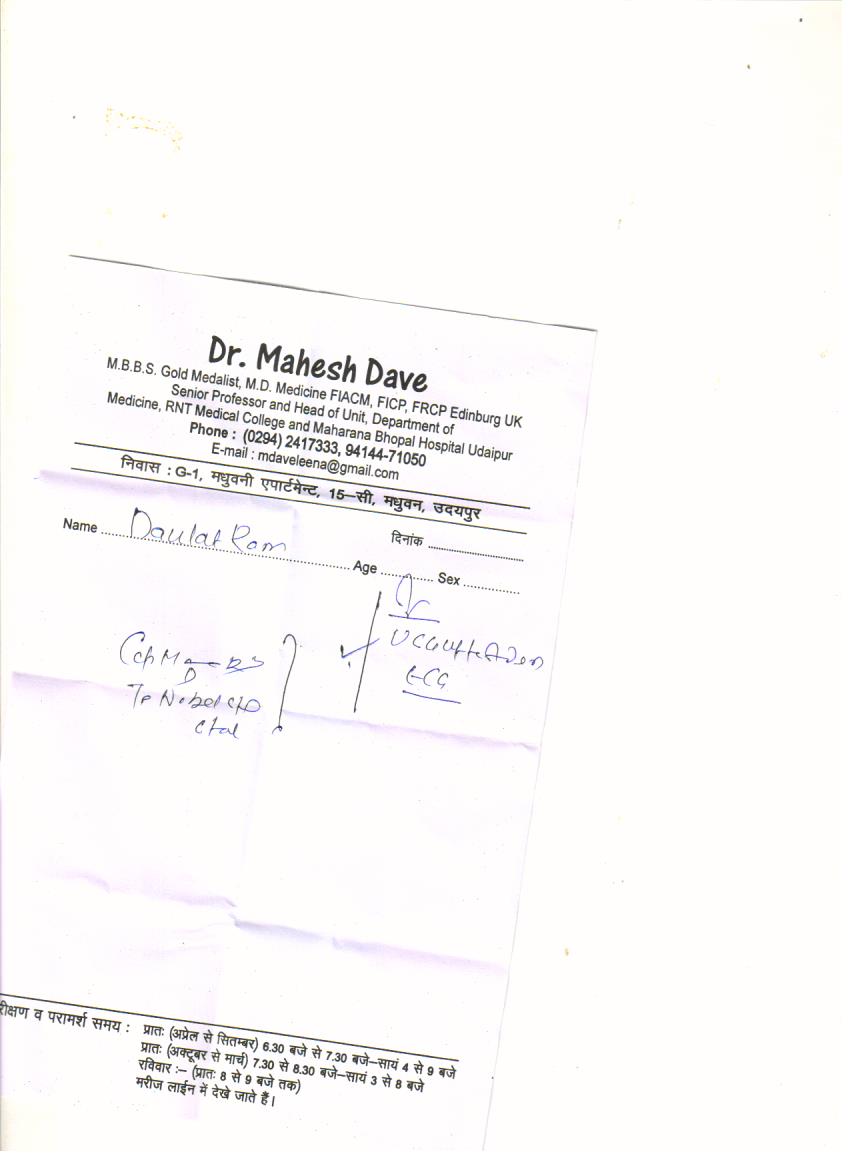 Dr. Mahesh Dave
M.B.B.S. Gold Medalist, M.D. Medicine FIACM, FICP, FRCP Edinburg UK
Senior Professor and Head of Unit, Department of
Medicine, RNT Medical College and Maharana Bhopal Hospital Udaipur
Phone : (0294) 2417333, 94144-71050
E-mail : mdaveleena@gmail.com
निवास : G-1, मधुवनी एपार्टमेन्ट, 15–सी, मधुवन, उदयपुर
Name Daulat Ram दिनांक
Age Sex
Cap
ECG
रीक्षण व परामर्श समय : प्रातः (अप्रेल से सितम्बर) 6.30 बजे से 7.30 बजे–सायं 4 से 9 बजे
प्रातः (अक्टूबर से मार्च) 7.30 से 8.30 बजे–सायं 3 से 8 बजे
रविवार :– (प्रातः 8 से 9 बजे तक)
मरीज लाईन में देखे जाते हैं।